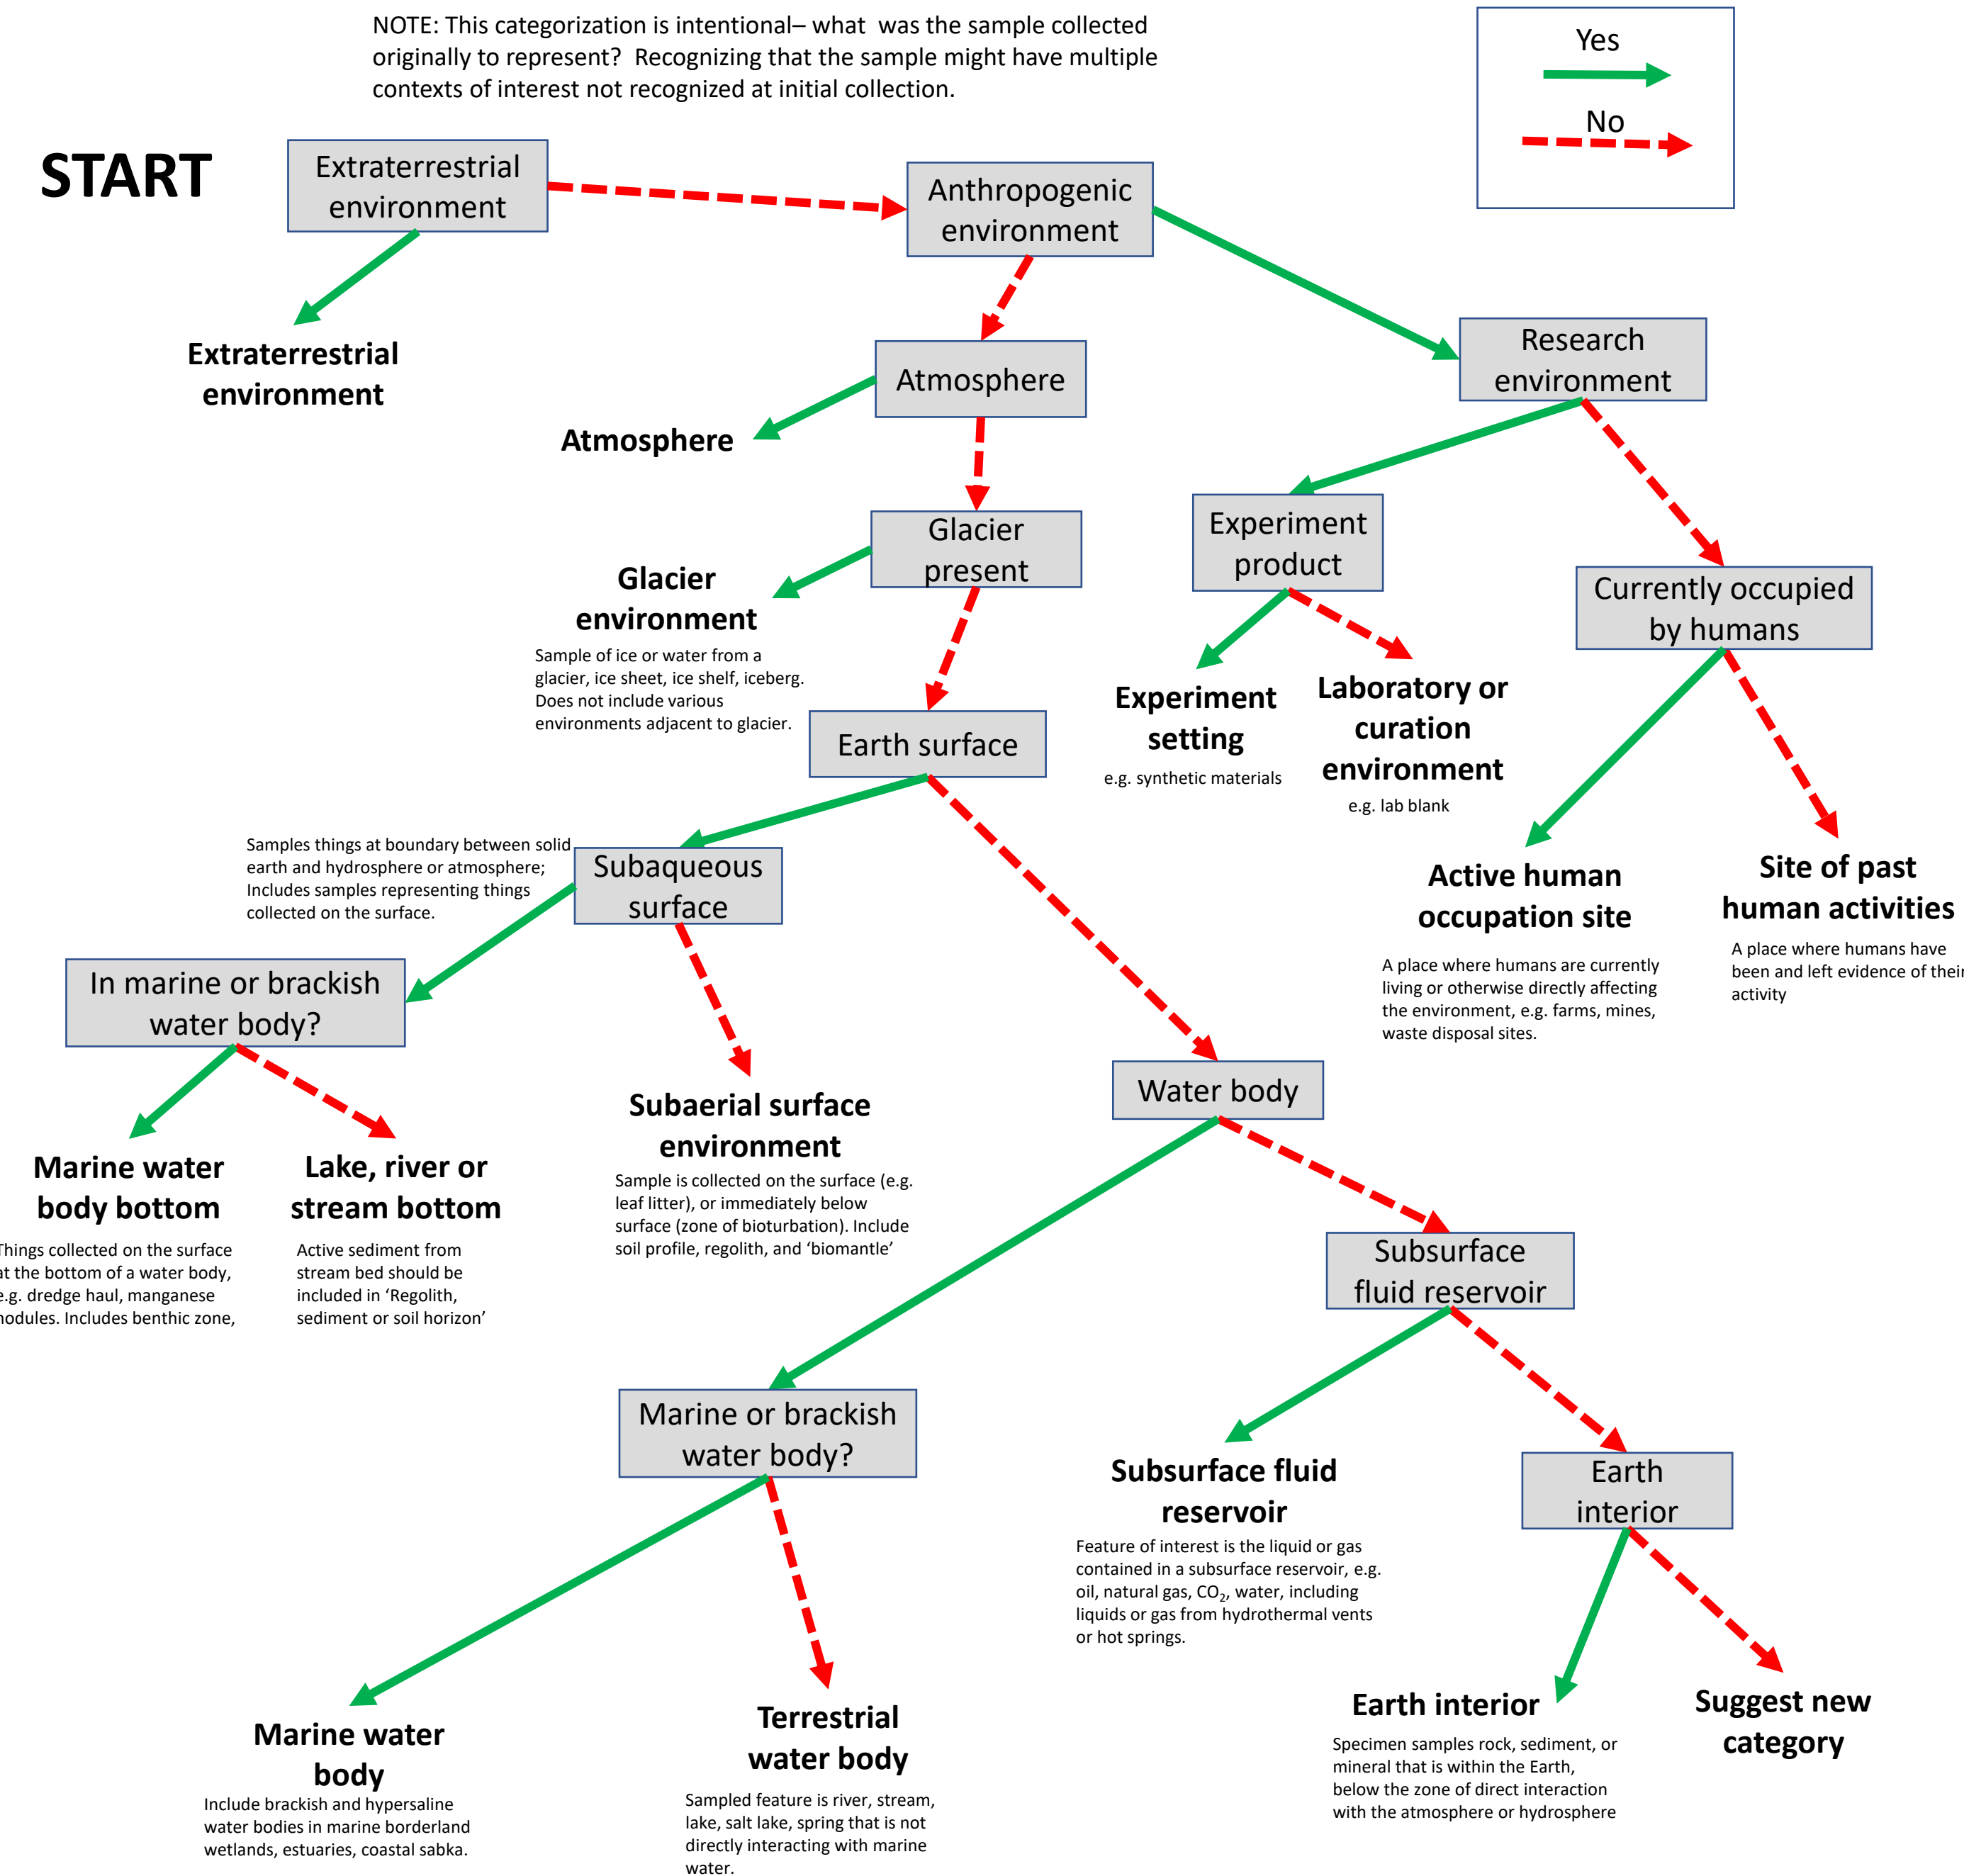 NOTE: This categorization is intentional– what  was the sample collected
originally to represent?  Recognizing that the sample might have multiple
contexts of interest not recognized at initial collection.
Yes
No
START
Extraterrestrial
environment
Anthropogenic
environment
Extraterrestrial
environment
Atmosphere
Research
environment
Atmosphere
Glacier
present
Experiment
product
Glacier
environment
Sample of ice or water from a
glacier, ice sheet, ice shelf, iceberg.
Does not include various
environments adjacent to glacier.
Currently occupied
by humans
Earth surface
Experiment
setting
e.g. synthetic materials
Laboratory or
curation
environment
e.g. lab blank
Samples things at boundary between solid
earth and hydrosphere or atmosphere;
Includes samples representing things
collected on the surface.
Subaqueous
surface
Active human
occupation site
A place where humans are currently
living or otherwise directly affecting
the environment, e.g. farms, mines,
waste disposal sites.
Site of past
human activities
A place where humans have
been and left evidence of their
activity
In marine or brackish
water body?
Water body
Marine water
body bottom
Things collected on the surface
at the bottom of a water body,
e.g. dredge haul, manganese
nodules. Includes benthic zone,
Lake, river or
stream bottom
Active sediment from
stream bed should be
included in ‘Regolith,
sediment or soil horizon’
Subaerial surface
environment
Sample is collected on the surface (e.g.
leaf litter), or immediately below
surface (zone of bioturbation). Include
soil profile, regolith, and ‘biomantle’
Subsurface
fluid reservoir
Marine or brackish
water body?
Subsurface fluid
reservoir
Feature of interest is the liquid or gas
contained in a subsurface reservoir, e.g.
oil, natural gas, CO₂, water, including
liquids or gas from hydrothermal vents
or hot springs.
Earth
interior
Marine water
body
Include brackish and hypersaline
water bodies in marine borderland
wetlands, estuaries, coastal sabka.
Terrestrial
water body
Sampled feature is river, stream,
lake, salt lake, spring that is not
directly interacting with marine
water.
Earth interior
Specimen samples rock, sediment, or
mineral that is within the Earth,
below the zone of direct interaction
with the atmosphere or hydrosphere
Suggest new
category